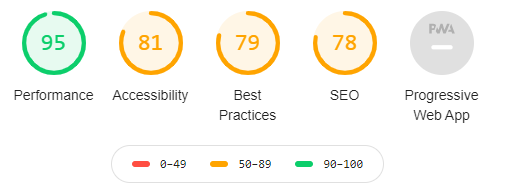 95
81
79
78
PWA
Performance
Accessibility
Best
Practices
SEO
Progressive
Web App
0–49
50–89
90–100